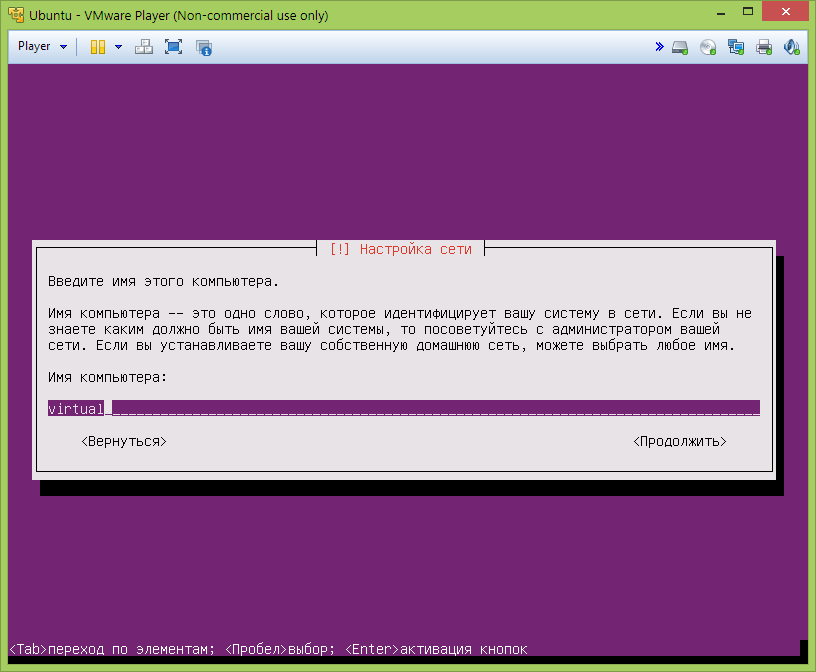 Ubuntu - VMware Player (Non-commercial use only)
Player
[!] Настройка сети
Введите имя этого компьютера.
Имя компьютера -- это одно слово, которое идентифицирует вашу систему в сети. Если вы не
знаете каким должно быть имя вашей системы, то посоветуйтесь с администратором вашей
сети. Если вы устанавливаете вашу собственную домашнюю сеть, можете выбрать любое имя.
Имя компьютера:
virtual
<Вернуться> <Продолжить>
<Tab>переход по элементам; <Пробел>выбор; <Enter>активация кнопок